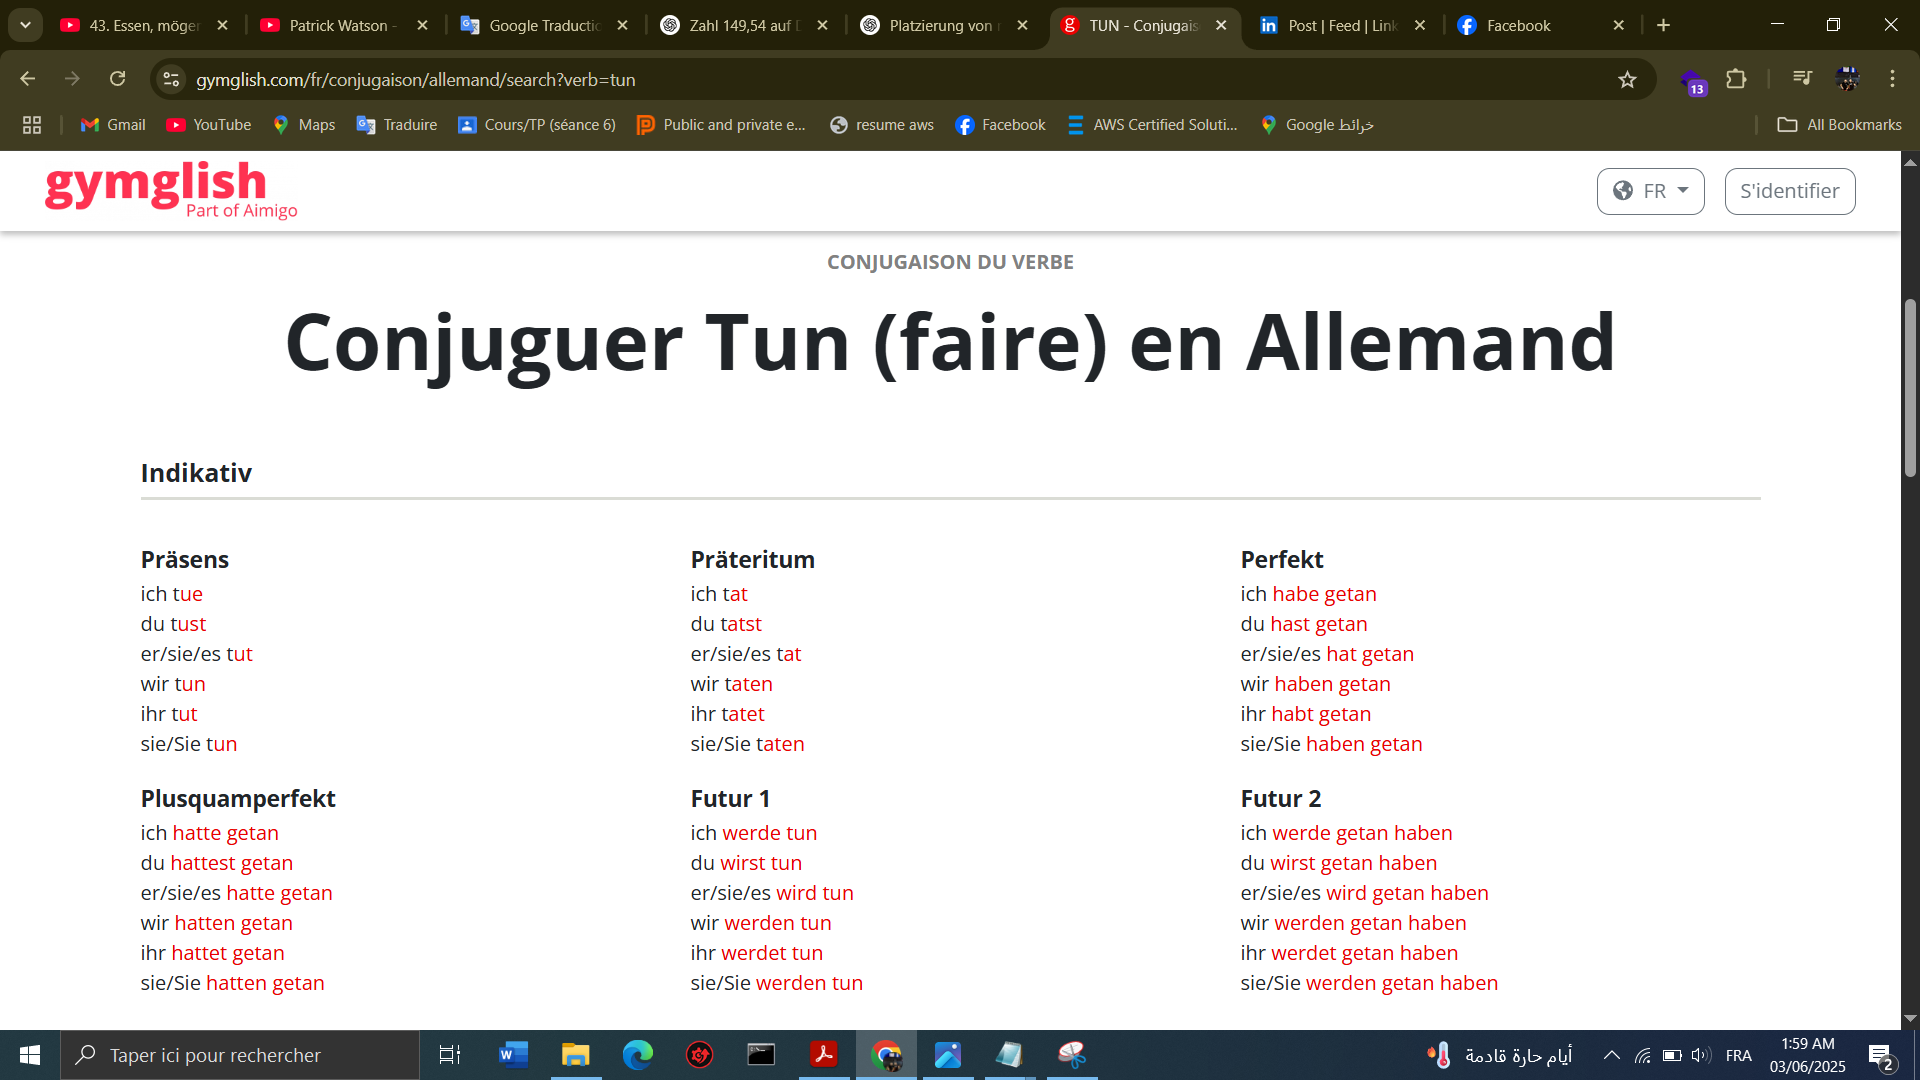 43. Essen, möger
Patrick Watson -
Google Traductic
Zahl 149,54 auf D
Platzierung von n
TUN - Conjugais
Post | Feed | Link
Facebook
gymglish.com/fr/conjugaison/allemand/search?verb=tun
13
Gmail
YouTube
Maps
Traduire
Cours/TP (séance 6)
Public and private e...
resume aws
Facebook
AWS Certified Soluti...
Google خرائط
All Bookmarks
gymglish
Part of Aimigo
FR
S'identifier
CONJUGAISON DU VERBE
Conjuguer Tun (faire) en Allemand
Indikativ
Präsens
ich tue
du tust
er/sie/es tut
wir tun
ihr tut
sie/Sie tun
Präteritum
ich tat
du tatst
er/sie/es tat
wir taten
ihr tatet
sie/Sie taten
Perfekt
ich habe getan
du hast getan
er/sie/es hat getan
wir haben getan
ihr habt getan
sie/Sie haben getan
Plusquamperfekt
ich hatte getan
du hattest getan
er/sie/es hatte getan
wir hatten getan
ihr hattet getan
sie/Sie hatten getan
Futur 1
ich werde tun
du wirst tun
er/sie/es wird tun
wir werden tun
ihr werdet tun
sie/Sie werden tun
Futur 2
ich werde getan haben
du wirst getan haben
er/sie/es wird getan haben
wir werden getan haben
ihr werdet getan haben
sie/Sie werden getan haben
Taper ici pour rechercher
أيام حارة قادمة
FRA
1:59 AM
03/06/2025
2